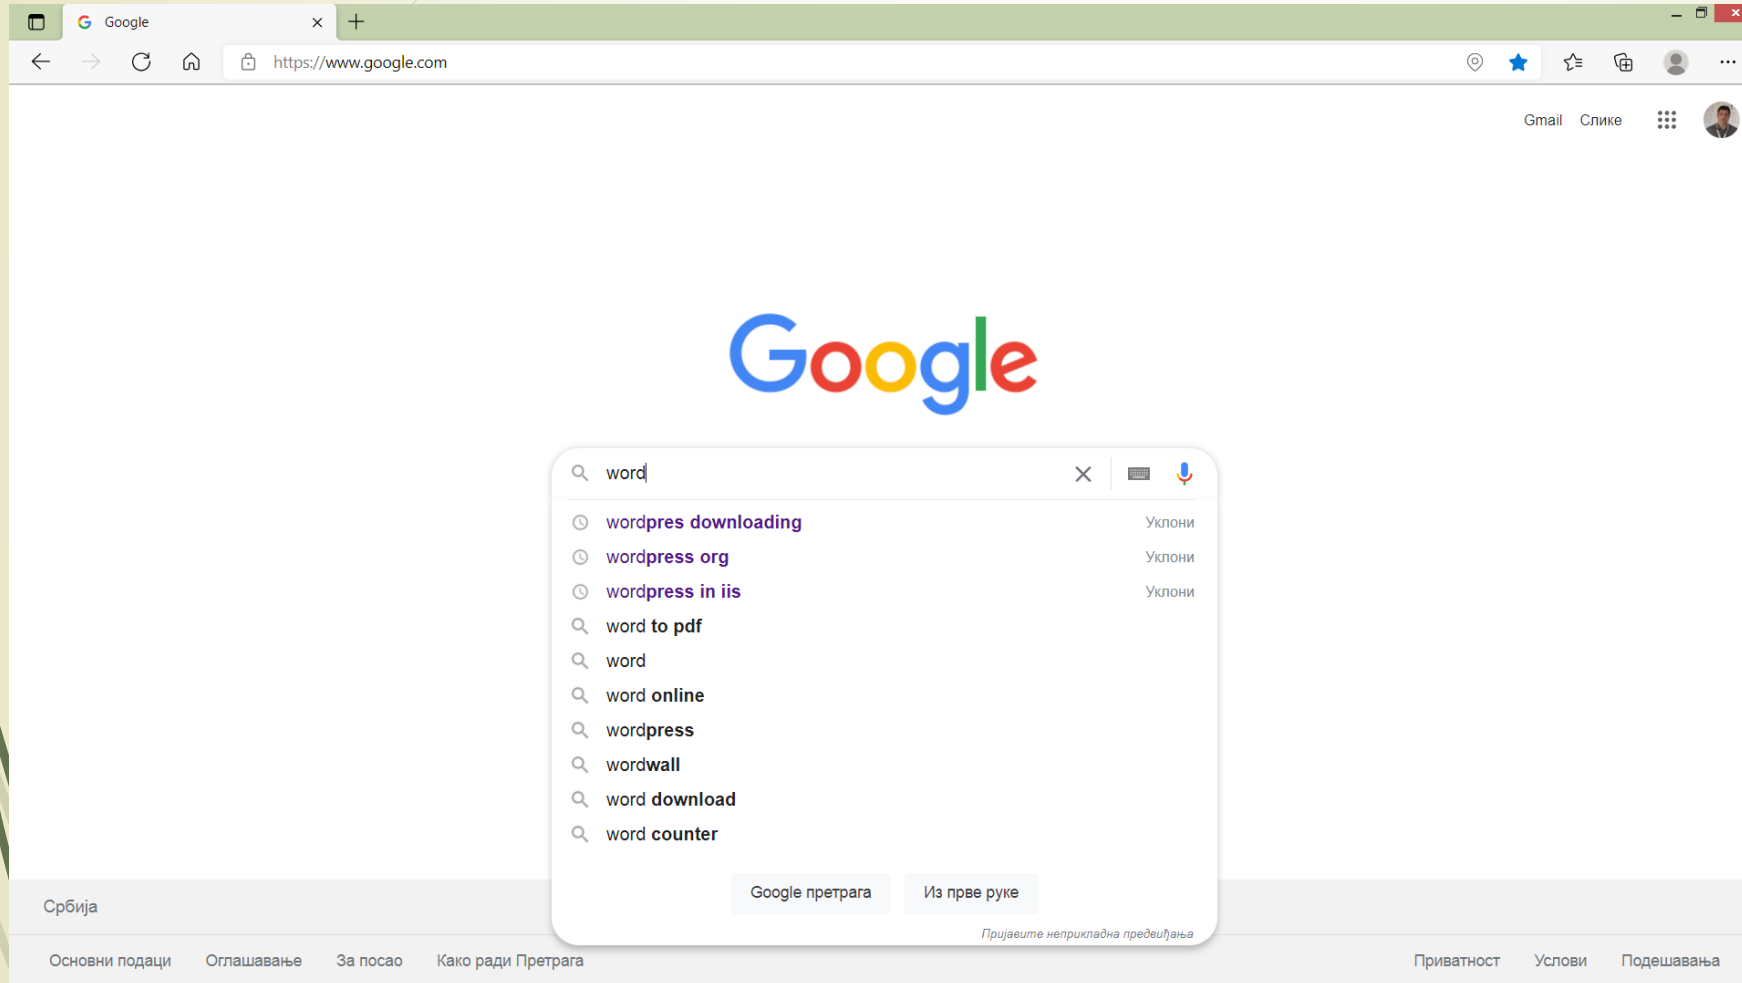 Google
https://www.google.com
Gmail Слике
Google
word
wordpres downloading Уклони
wordpress org Уклони
wordpress in iis Уклони
word to pdf
word
word online
wordpress
wordwall
word download
word counter
Google претрага Из прве руке
Пријавите неприкладна предвиђања
Србија
Основни подаци Оглашавање За посао Како ради Претрага Приватност Услови Подешавања